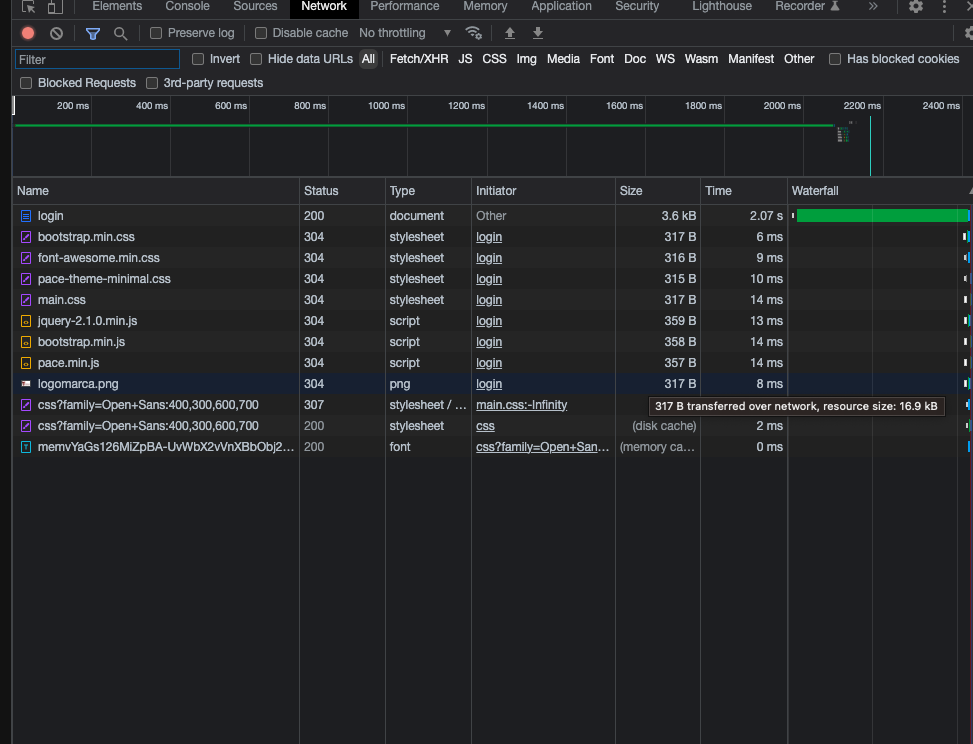 Elements Console Sources Network Performance Memory Application Security Lighthouse Recorder
Preserve log Disable cache No throttling
Filter Invert Hide data URLs All Fetch/XHR JS CSS Img Media Font Doc WS Wasm Manifest Other Has blocked cookies
Blocked Requests 3rd-party requests
200 ms 400 ms 600 ms 800 ms 1000 ms 1200 ms 1400 ms 1600 ms 1800 ms 2000 ms 2200 ms 2400 ms
Name Status Type Initiator Size Time Waterfall
login 200 document Other 3.6 kB 2.07 s
bootstrap.min.css 304 stylesheet login 317 B 6 ms
font-awesome.min.css 304 stylesheet login 316 B 9 ms
pace-theme-minimal.css 304 stylesheet login 315 B 10 ms
main.css 304 stylesheet login 317 B 14 ms
jquery-2.1.0.min.js 304 script login 359 B 13 ms
bootstrap.min.js 304 script login 358 B 14 ms
pace.min.js 304 script login 357 B 14 ms
logomarca.png 304 png login 317 B 8 ms
css?family=Open+Sans:400,300,600,700 307 stylesheet / ... main.css:-Infinity
317 B transferred over network, resource size: 16.9 kB
css?family=Open+Sans:400,300,600,700 200 stylesheet css (disk cache) 2 ms
memvYaGs126MiZpBA-UvWbX2vVnXBbObj2... 200 font css?family=Open+San... (memory ca... 0 ms